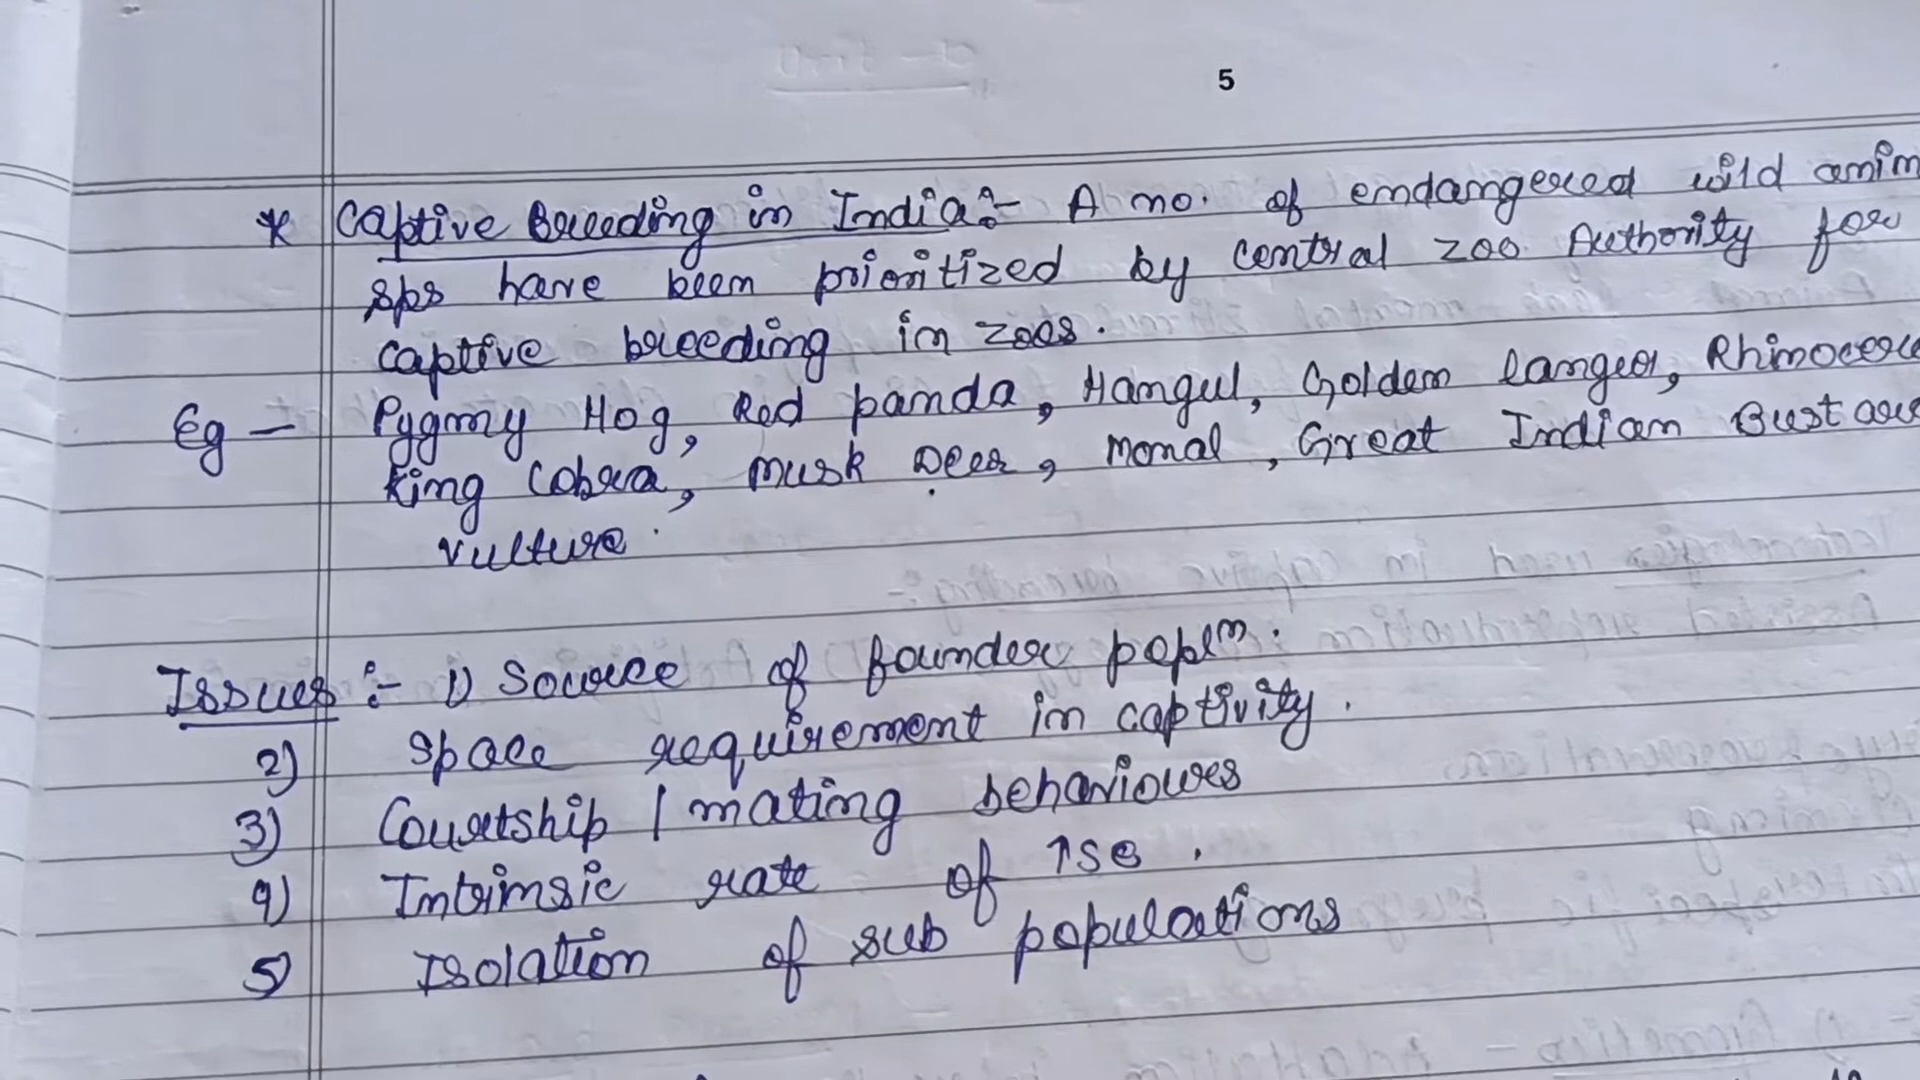 5
* Captive Breeding in India :- A no. of endangered wild anim
sps have been prioritized by central zoo Authority for
captive breeding in zoos.
Eg - Pygmy Hog, Red panda, Hangul, Golden langur, Rhinocero
King Cobra, Musk Deer, Monal, Great Indian Bustard
Vulture.
Issues :- 1) Source of founder popln.
2) space requirement in captivity.
3) Courtship / mating behaviours
4) Intrinsic rate of ↑se.
5) Isolation of sub populations